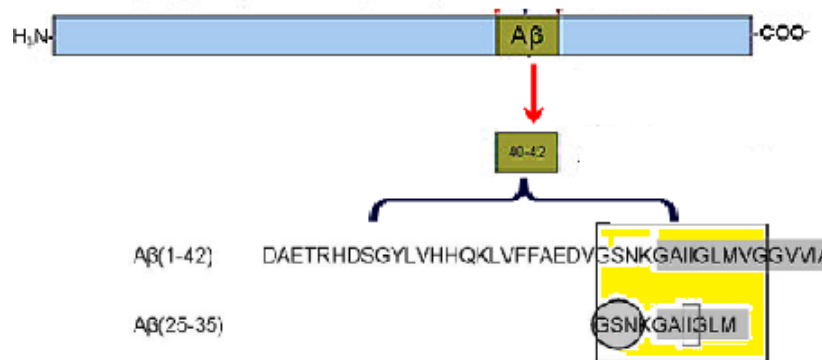 H₃N- Aβ -COO-
40-42
Aβ(1-42) DAETRHDSGYLVHHQKLVFFAEDVGSNKGAIIGLMVGGVVIA
Aβ(25-35) GSNKGAIIGLM